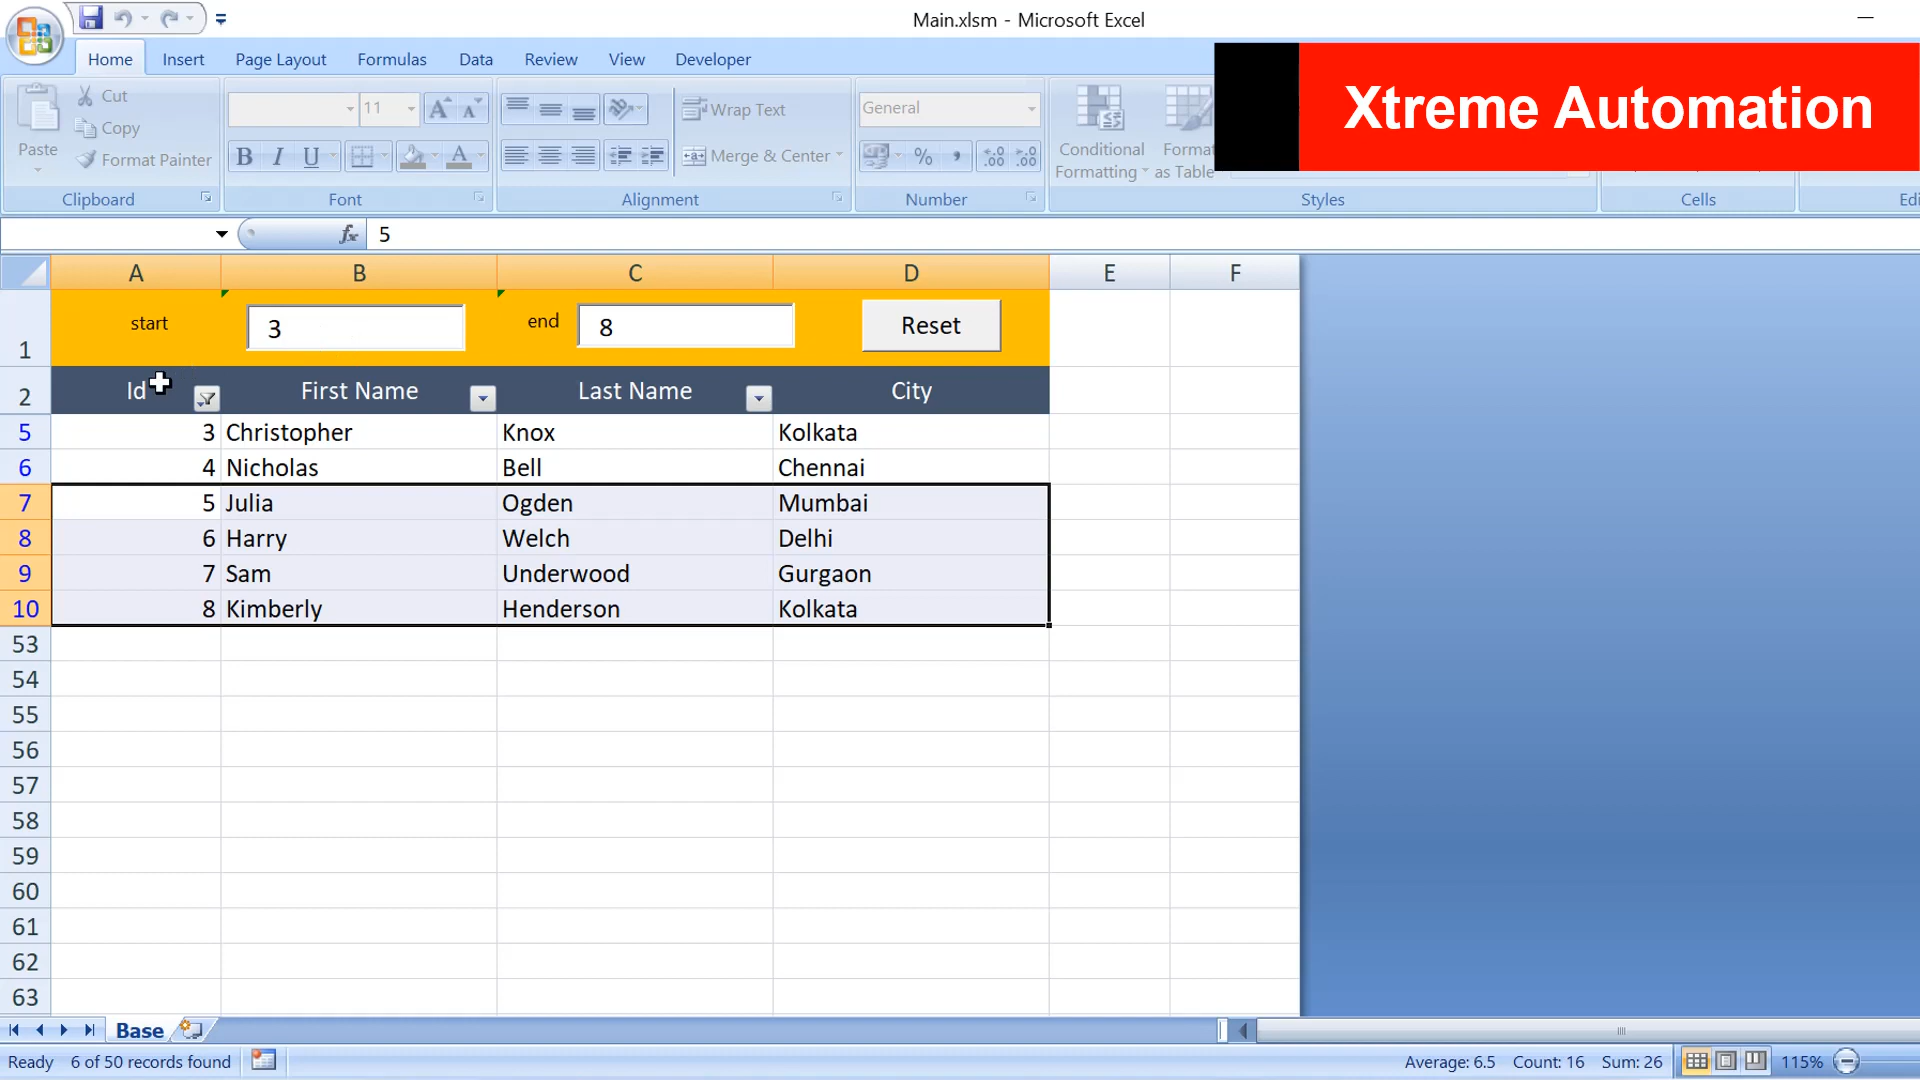 Main.xlsm - Microsoft Excel
Home Insert Page Layout Formulas Data Review View Developer
Xtreme Automation
Paste
Cut
Copy
Format Painter
Clipboard
11
B I U
A
Font
Wrap Text
Merge & Center
Alignment
General
%
Number
Conditional Formatting
Format as Table
Styles
Cells
fx 5
A B C D E F
1 start 3 end 8 Reset
2 Id First Name Last Name City
5 3 Christopher Knox Kolkata
6 4 Nicholas Bell Chennai
7 5 Julia Ogden Mumbai
8 6 Harry Welch Delhi
9 7 Sam Underwood Gurgaon
10 8 Kimberly Henderson Kolkata
53
54
55
56
57
58
59
60
61
62
63
Base
Ready 6 of 50 records found Average: 6.5 Count: 16 Sum: 26 115%